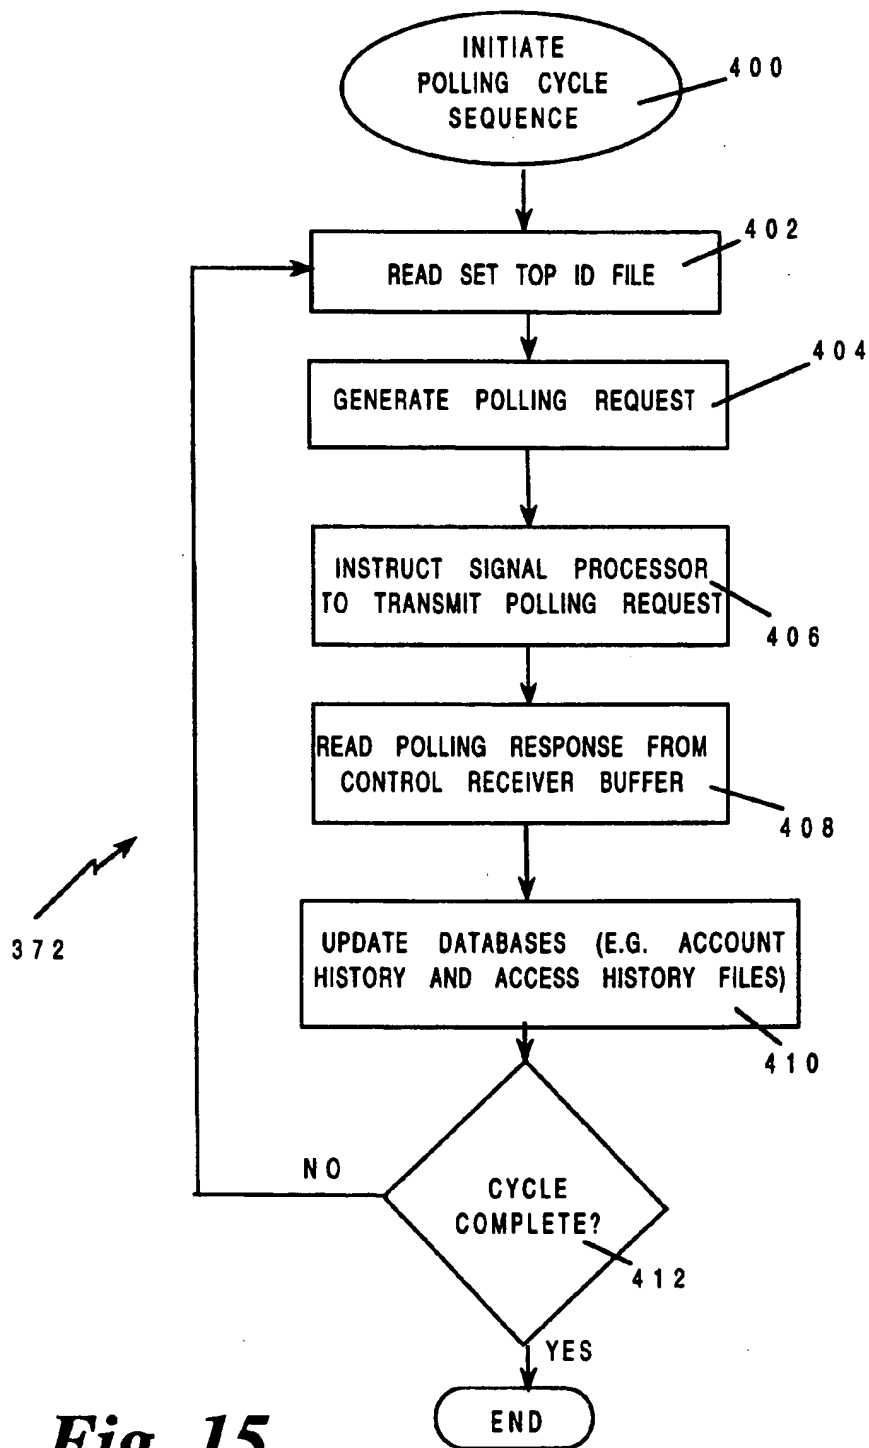 INITIATE
POLLING CYCLE
SEQUENCE
400
402
READ SET TOP ID FILE
404
GENERATE POLLING REQUEST
INSTRUCT SIGNAL PROCESSOR
TO TRANSMIT POLLING REQUEST
406
READ POLLING RESPONSE FROM
CONTROL RECEIVER BUFFER
408
372
UPDATE DATABASES (E.G. ACCOUNT
HISTORY AND ACCESS HISTORY FILES)
410
NO
CYCLE
COMPLETE?
412
YES
END
Fig. 15